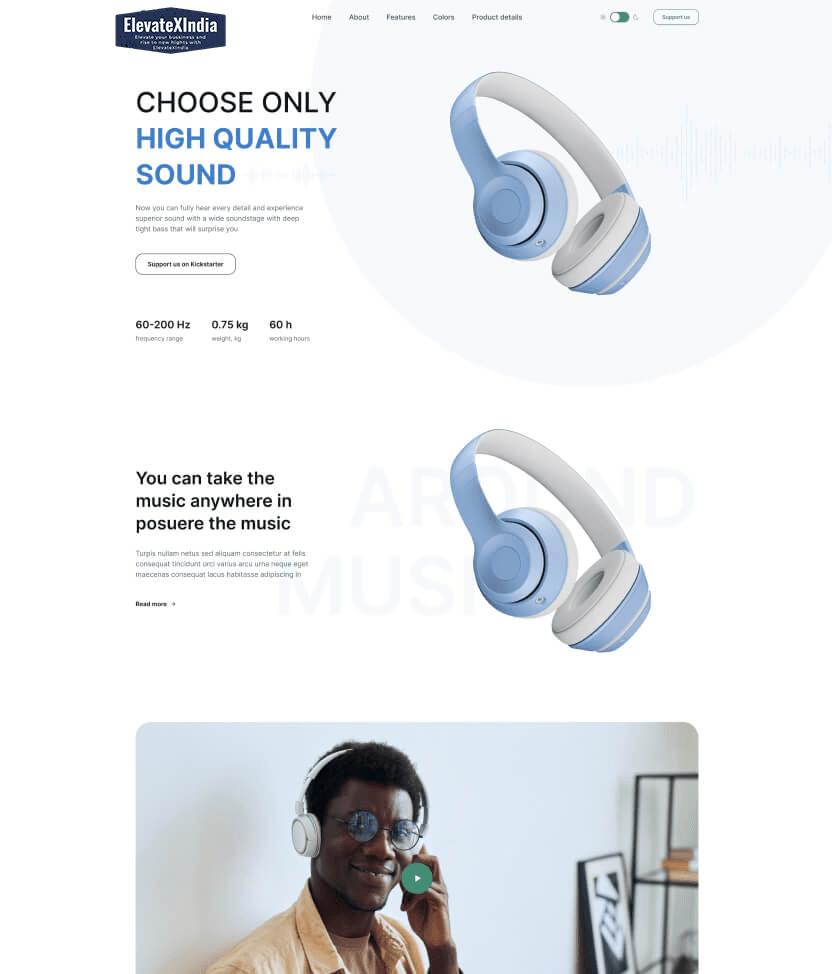 ElevateXIndia
Elevate your bussiness and
rise to new hights with
ElevateXIndia
Home About Features Colors Product details Support us
CHOOSE ONLY
HIGH QUALITY
SOUND
Now you can fully hear every detail and experience
superior sound with a wide soundstage with deep
tight bass that will surprise you
Support us on Kickstarter
60-200 Hz 0.75 kg 60 h
frequency range weight, kg working hours
AROUND
MUSIC
You can take the
music anywhere in
posuere the music
Turpis nullam netus sed aliquam consectetur at felis
consequat tincidunt orci varius arcu urna neque eget
maecenas consequat lacus habitasse adipiscing in
Read more →